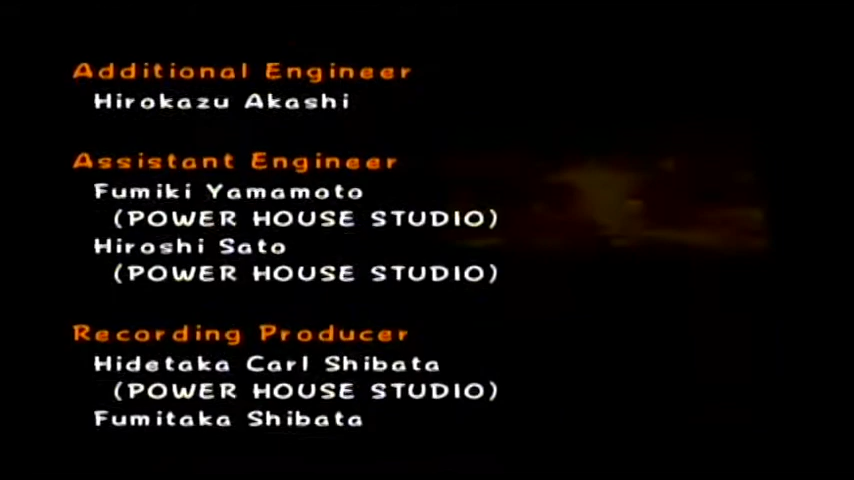 Additional Engineer
Hirokazu Akashi
Assistant Engineer
Fumiki Yamamoto
(POWER HOUSE STUDIO)
Hiroshi Sato
(POWER HOUSE STUDIO)
Recording Producer
Hidetaka Carl Shibata
(POWER HOUSE STUDIO)
Fumitaka Shibata